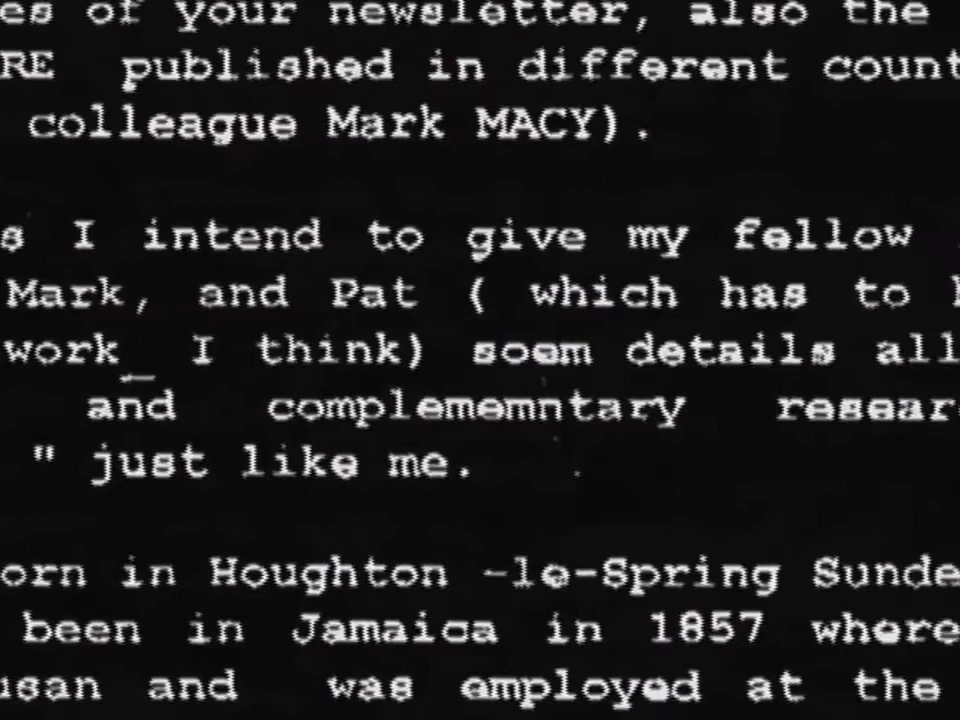 es of your newsletter, also the
RE published in different count
colleague Mark MACY).
s I intend to give my fellow
Mark, and Pat ( which has to
work_ I think) soem details all
and complememntary resear
" just like me.
orn in Houghton -le-Spring Sunde
been in Jamaica in 1857 where
usan and was employed at the